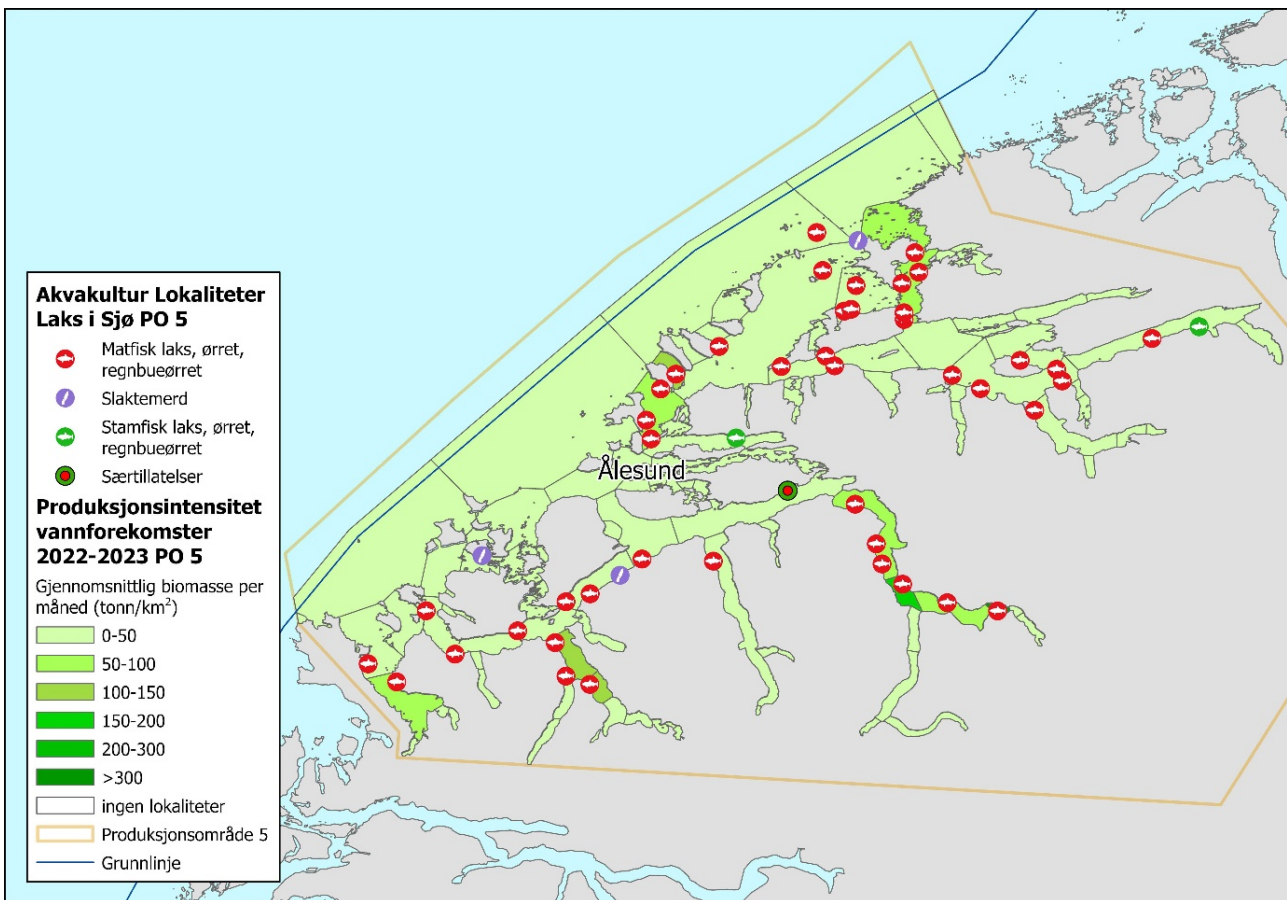 Akvakultur Lokaliteter
Laks i Sjø PO 5
Matfisk laks, ørret,
regnbueørret
Slaktemerd
Stamfisk laks, ørret,
regnbueørret
Særtillatelser
Produksjonsintensitet
vannforekomster
2022-2023 PO 5
Gjennomsnittlig biomasse per
måned (tonn/km²)
0-50
50-100
100-150
150-200
200-300
>300
ingen lokaliteter
Produksjonsområde 5
Grunnlinje
Ålesund